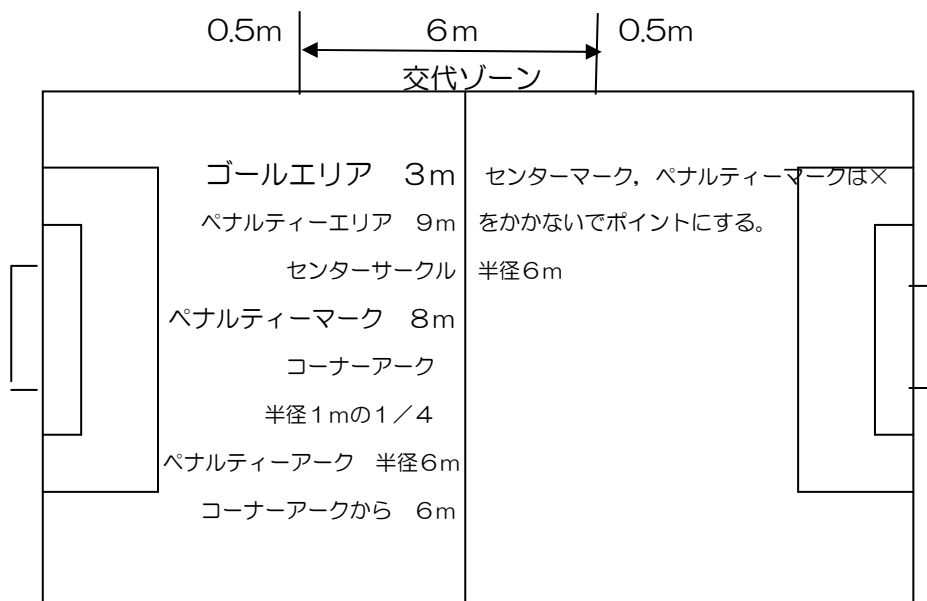 0.5m　6m　0.5m
交代ゾーン
ゴールエリア　3m
ペナルティーエリア　9m
センターサークル　半径6m
ペナルティーマーク　8m
コーナーアーク
半径1mの1／4
ペナルティーアーク　半径6m
コーナーアークから　6m
センターマーク，ペナルティーマークは×
をかかないでポイントにする。